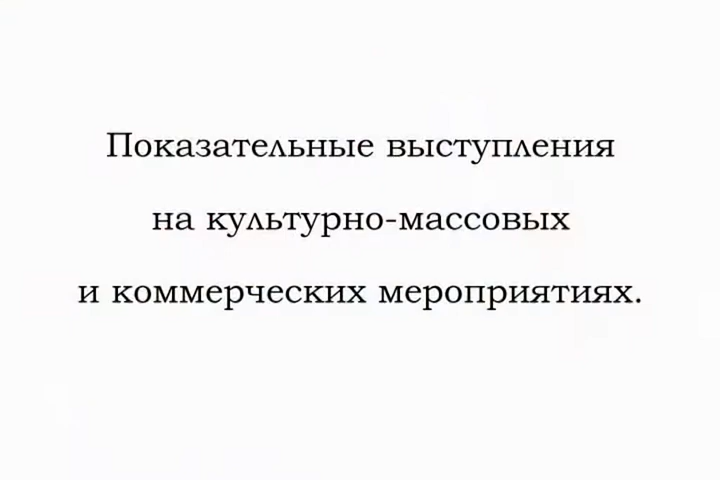 Показательные выступления
на культурно-массовых
и коммерческих мероприятиях.